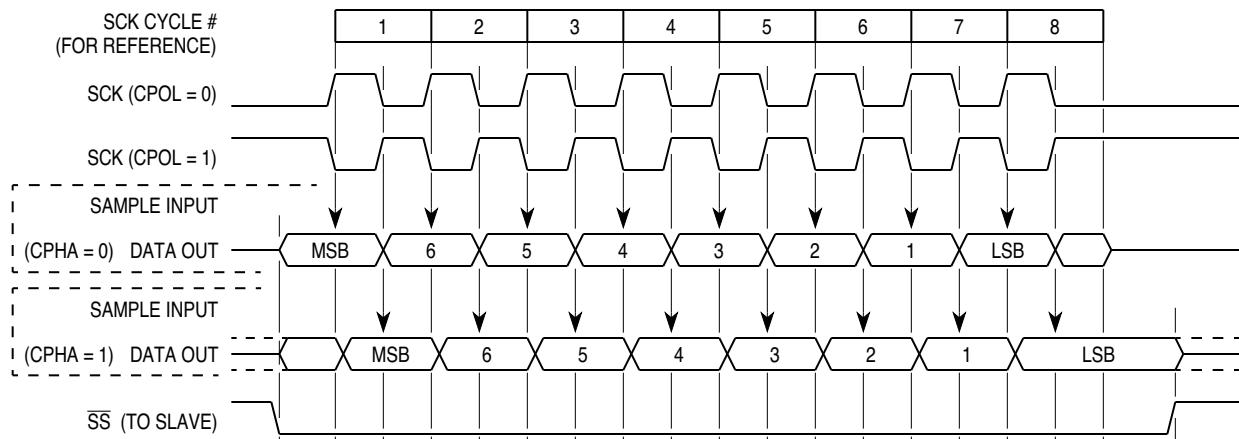 SCK CYCLE #
(FOR REFERENCE)
1 2 3 4 5 6 7 8
SCK (CPOL = 0)
SCK (CPOL = 1)
SAMPLE INPUT
(CPHA = 0) DATA OUT
MSB 6 5 4 3 2 1 LSB
SAMPLE INPUT
(CPHA = 1) DATA OUT
MSB 6 5 4 3 2 1 LSB
S̅S̅ (TO SLAVE)